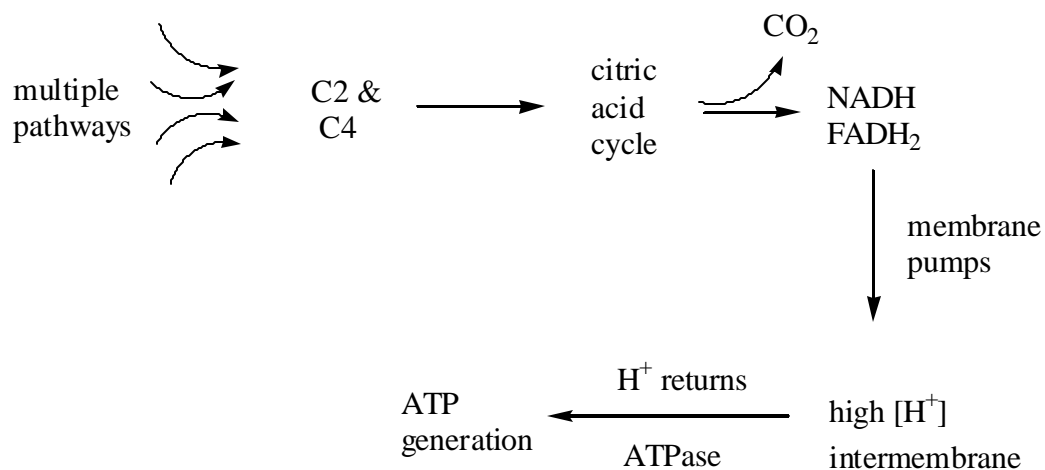 multiple
pathways
C2 &
C4
citric
acid
cycle
CO₂
NADH
FADH₂
membrane
pumps
high [H⁺]
intermembrane
H⁺ returns
ATPase
ATP
generation